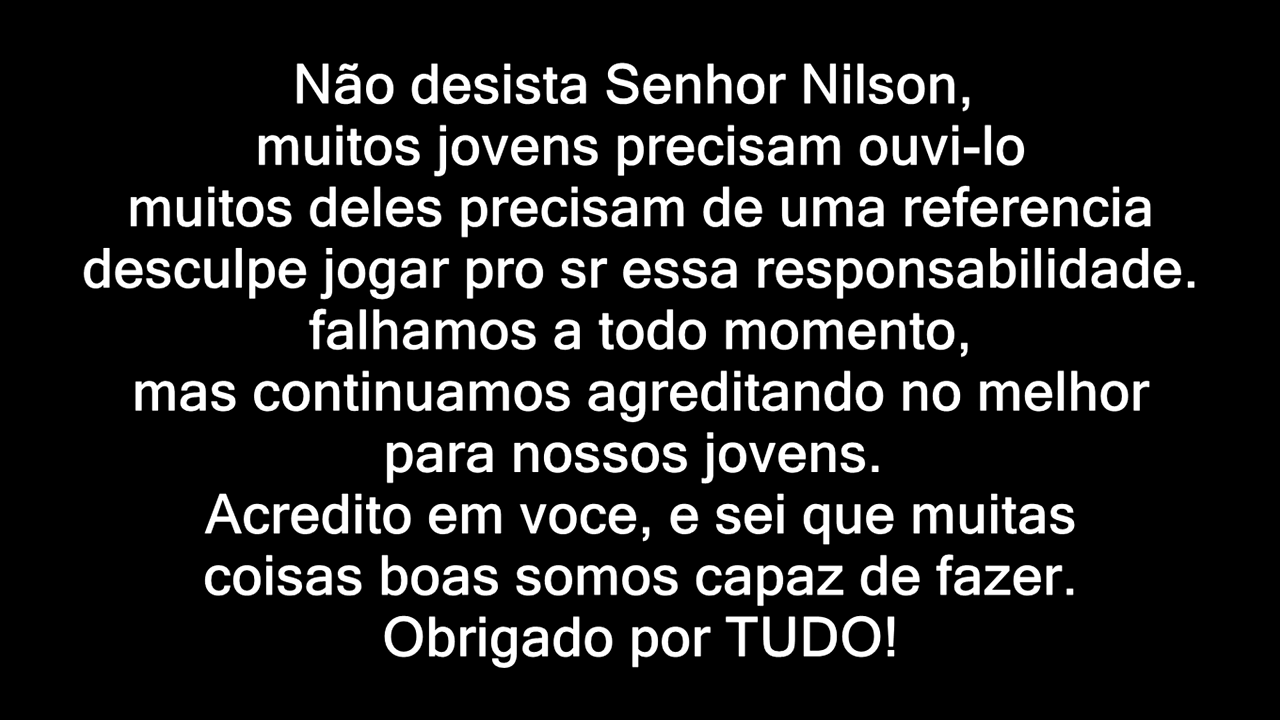 Não desista Senhor Nilson,
muitos jovens precisam ouvi-lo
muitos deles precisam de uma referencia
desculpe jogar pro sr essa responsabilidade.
falhamos a todo momento,
mas continuamos agreditando no melhor
para nossos jovens.
Acredito em voce, e sei que muitas
coisas boas somos capaz de fazer.
Obrigado por TUDO!